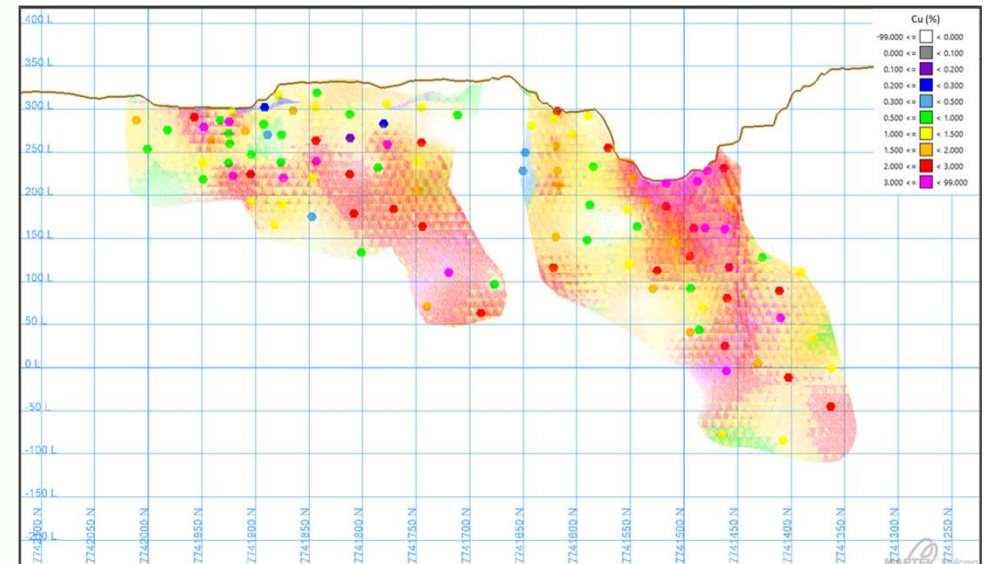 Cu (%)
-99.000 <= < 0.000
0.000 <= < 0.100
0.100 <= < 0.200
0.200 <= < 0.300
0.300 <= < 0.500
0.500 <= < 1.000
1.000 <= < 1.500
1.500 <= < 2.000
2.000 <= < 3.000
3.000 <= < 99.000
400 L
350 L
300 L
250 L
200 L
150 L
100 L
50 L
0 L
-50 L
-100 L
-150 L
-200 L
7742050 N
7742000 N
7741950 N
7741900 N
7741850 N
7741800 N
7741750 N
7741700 N
7741650 N
7741600 N
7741550 N
7741500 N
7741450 N
7741400 N
7741350 N
7741300 N
7741250 N